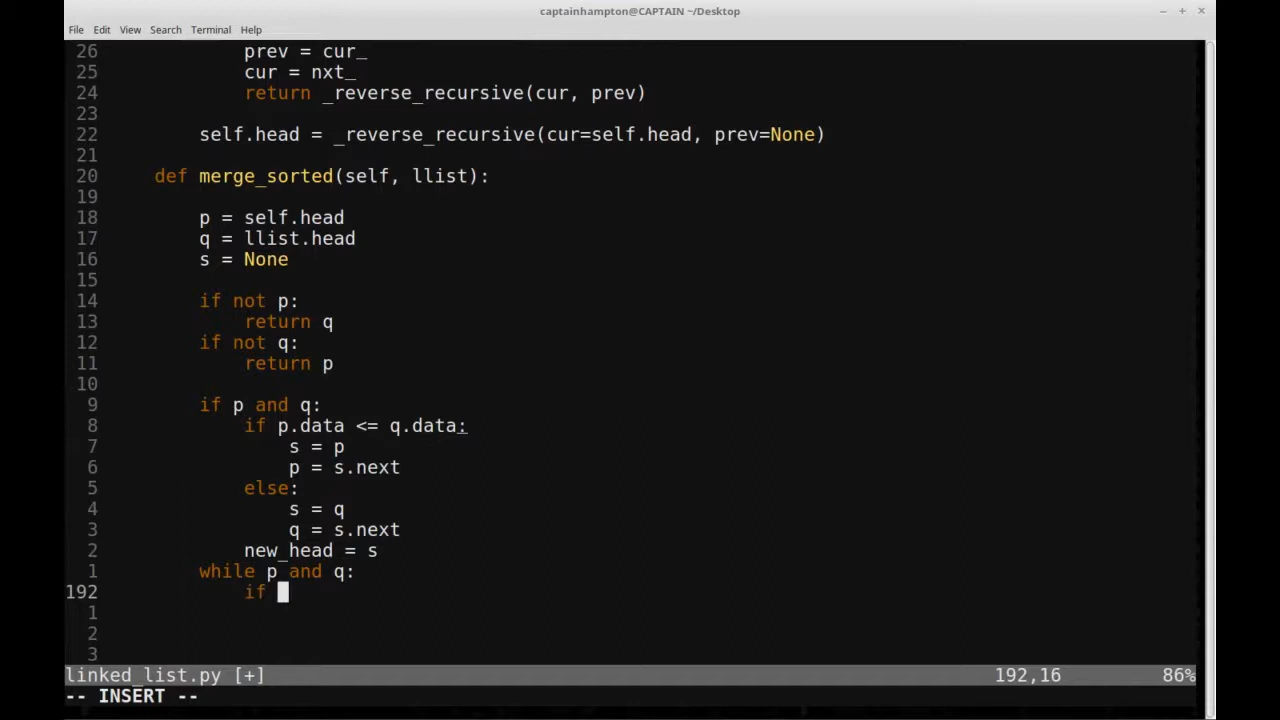 captainhampton@CAPTAIN ~/Desktop
File Edit View Search Terminal Help
26             prev = cur_
25             cur = nxt_
24             return _reverse_recursive(cur, prev)
23
22         self.head = _reverse_recursive(cur=self.head, prev=None)
21
20     def merge_sorted(self, llist):
19
18         p = self.head
17         q = llist.head
16         s = None
15
14         if not p:
13             return q
12         if not q:
11             return p
10
9         if p and q:
8             if p.data <= q.data:
7                 s = p
6                 p = s.next
5             else:
4                 s = q
3                 q = s.next
2             new_head = s
1         while p and q:
192             if
1
2
3
linked_list.py [+] 192,16 86%
-- INSERT --